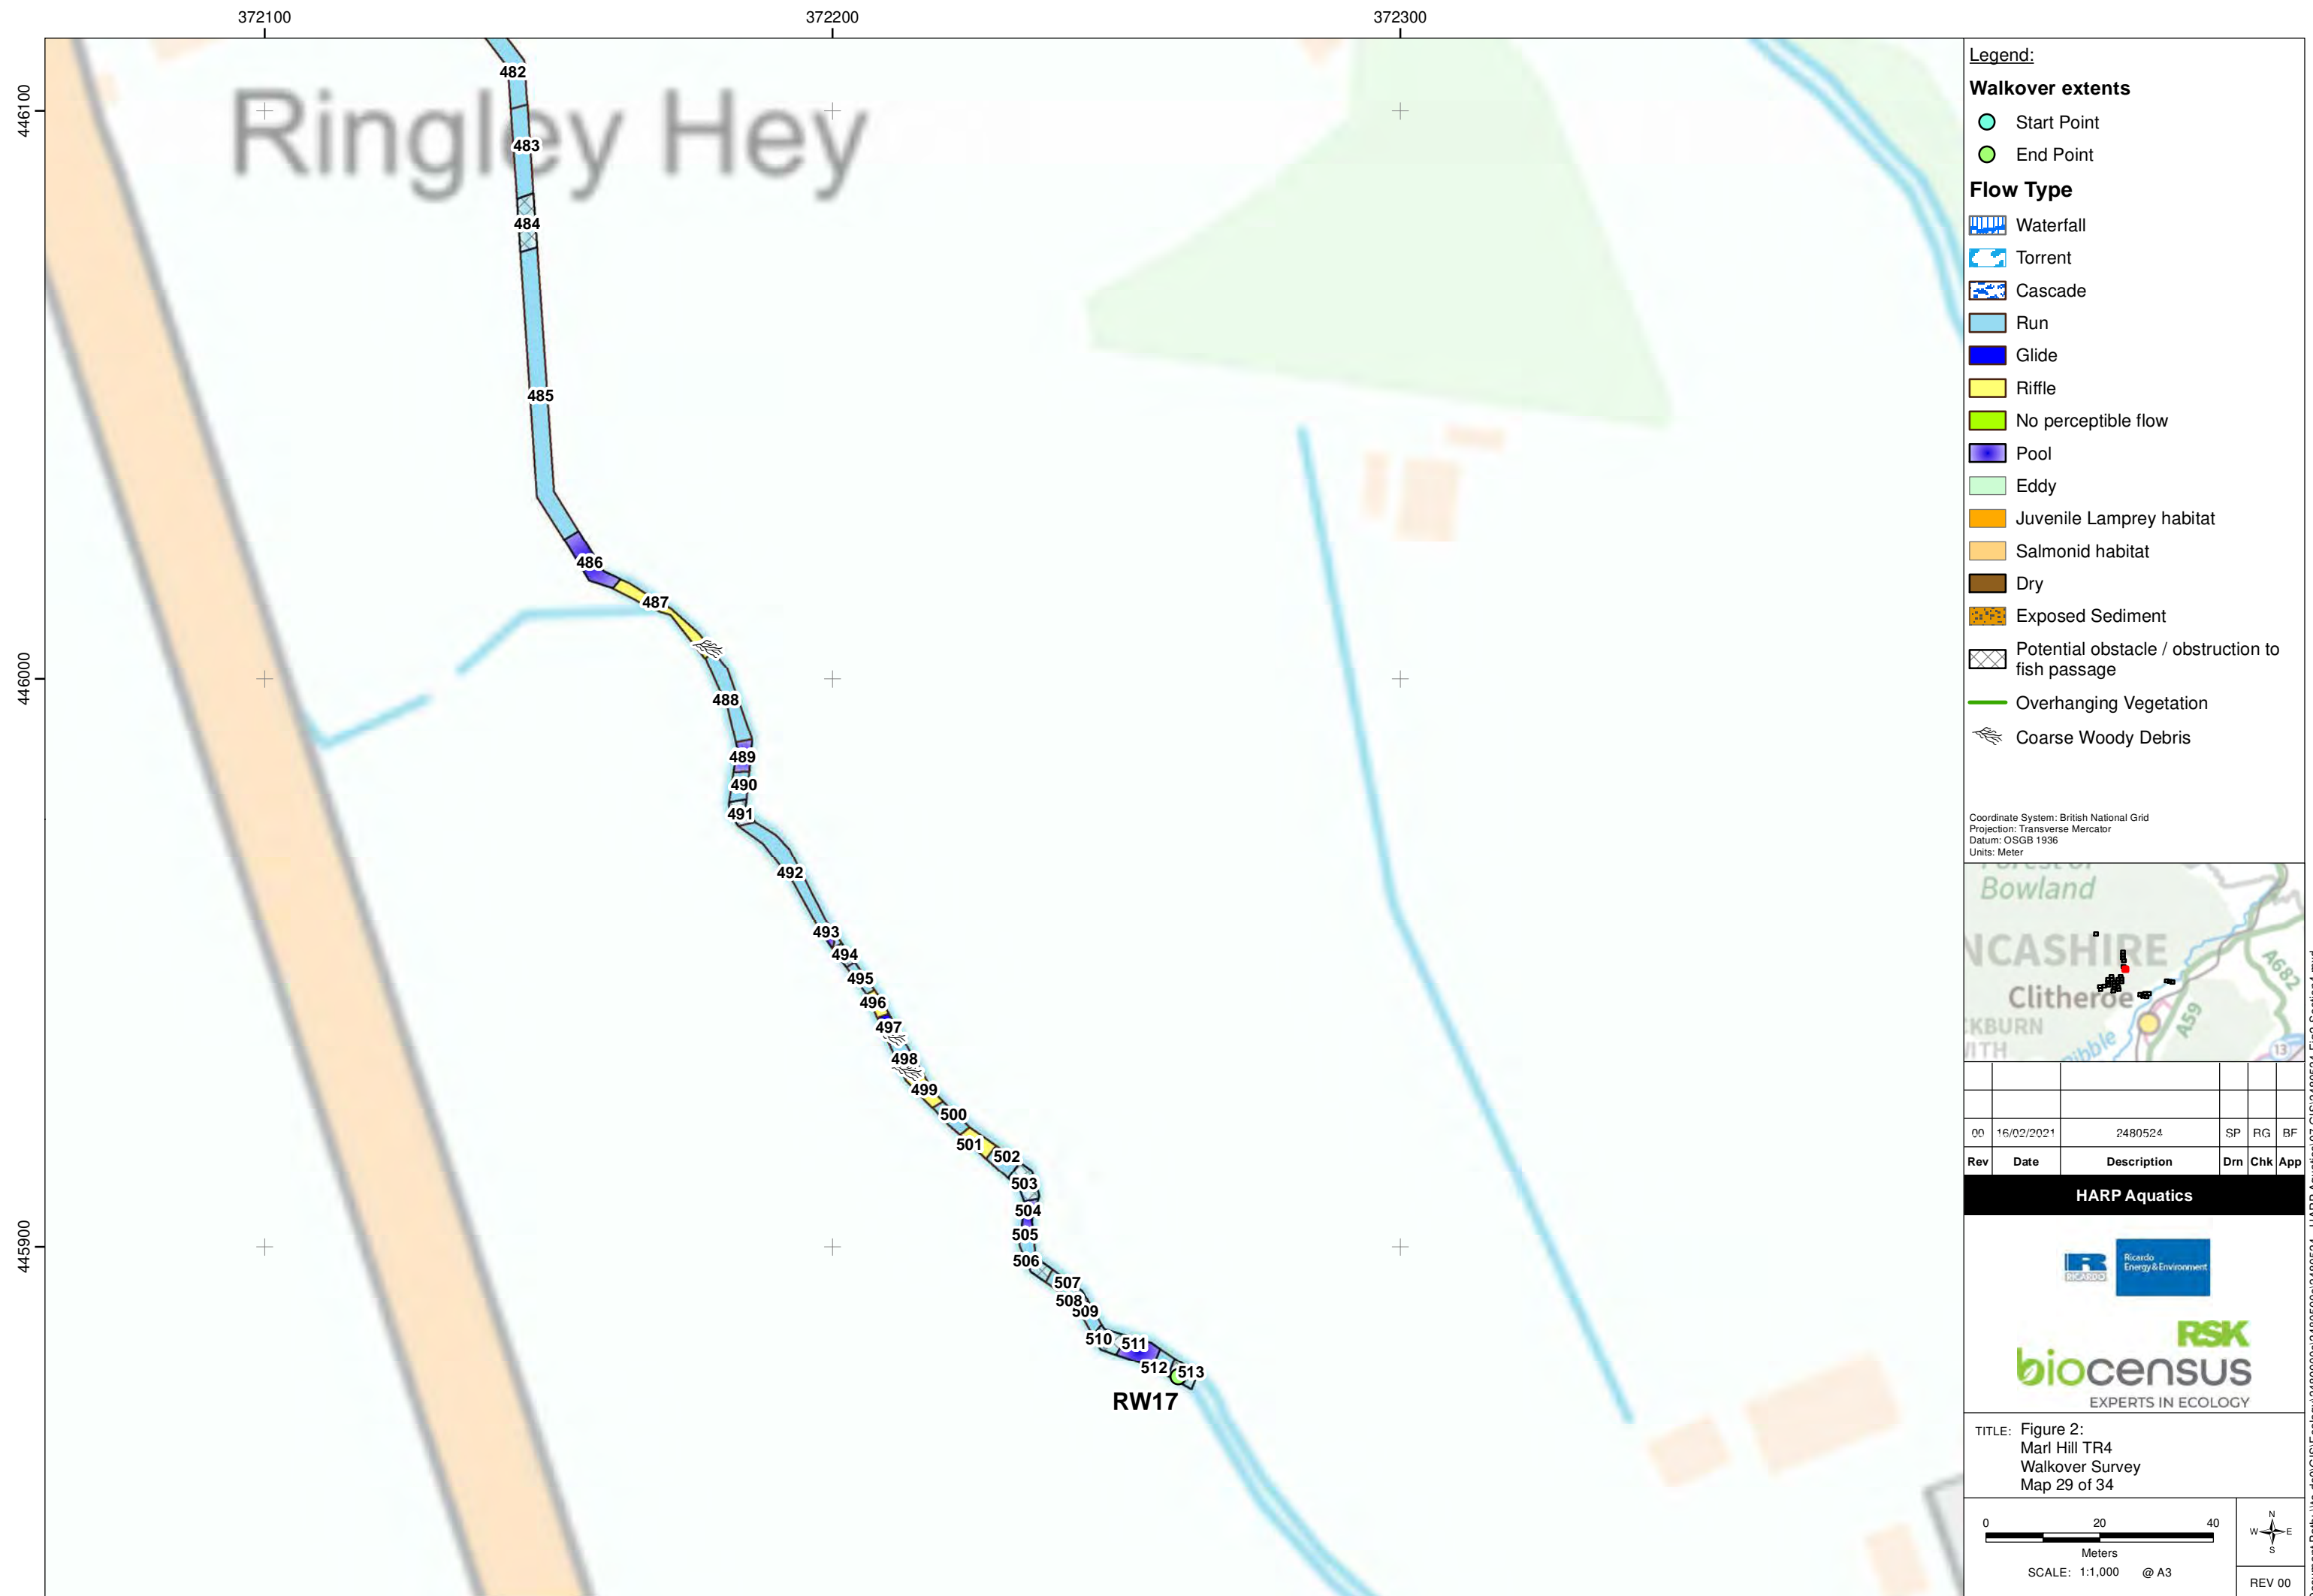 372100
372200
372300
446100
446000
445900
Ringley Hey
482
483
484
485
486
487
488
489
490
491
492
493
494
495
496
497
498
499
500
501
502
503
504
505
506
507
508
509
510
511
512
513
RW17
Legend:
Walkover extents
Start Point
End Point
Flow Type
Waterfall
Torrent
Cascade
Run
Glide
Riffle
No perceptible flow
Pool
Eddy
Juvenile Lamprey habitat
Salmonid habitat
Dry
Exposed Sediment
Potential obstacle / obstruction to
fish passage
Overhanging Vegetation
Coarse Woody Debris
Coordinate System: British National Grid
Projection: Transverse Mercator
Datum: OSGB 1936
Units: Meter
Forest of
Bowland
NCASHIRE
Clitheroe
KBURN
ITH
Ribble
A59
A682
13
00 16/02/2021 2480524 SP RG BF
Rev Date Description Drn Chk App
HARP Aquatics
R
RICARDO
Ricardo
Energy & Environment
RSK
biocensus
EXPERTS IN ECOLOGY
TITLE: Figure 2:
Marl Hill TR4
Walkover Survey
Map 29 of 34
0 20 40
Meters
SCALE: 1:1,000 @ A3
N
W E
S
REV 00